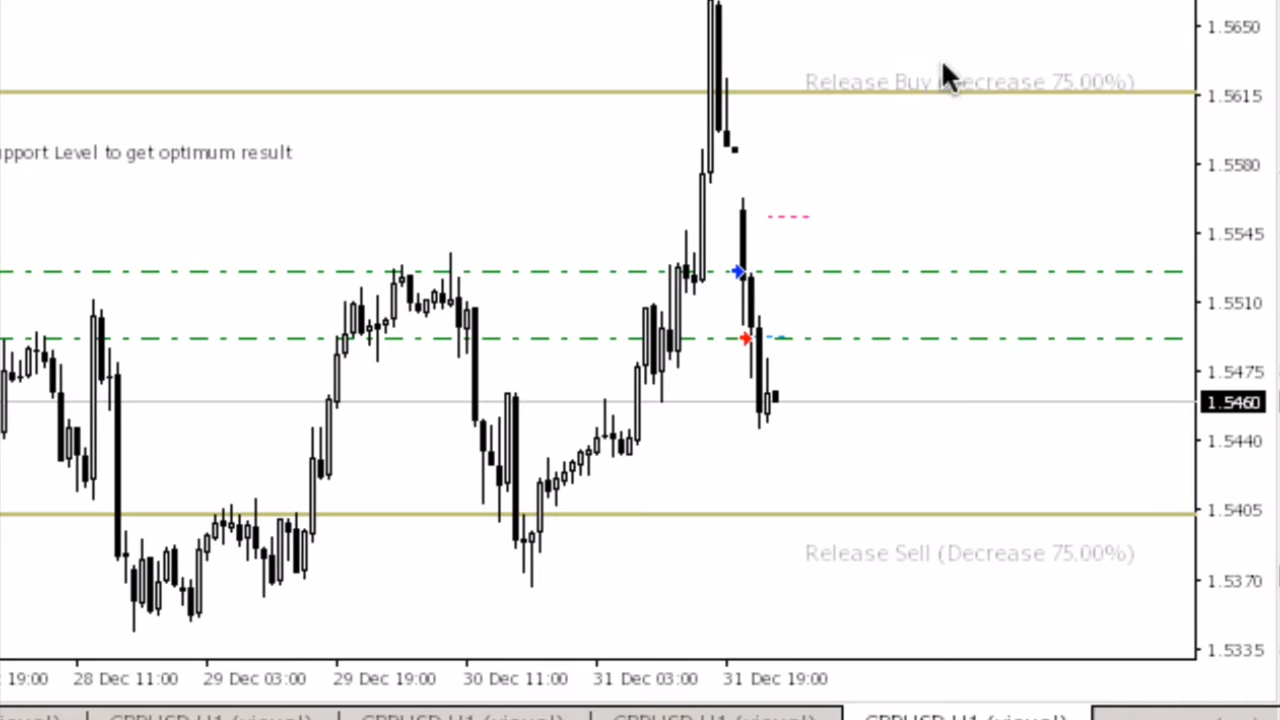 1.5650
Release Buy (Decrease 75.00%)
1.5615
upport Level to get optimum result
1.5580
1.5545
1.5510
1.5475
1.5460
1.5440
1.5405
Release Sell (Decrease 75.00%)
1.5370
1.5335
19:00 28 Dec 11:00 29 Dec 03:00 29 Dec 19:00 30 Dec 11:00 31 Dec 03:00 31 Dec 19:00
(visual) GBPUSD,H1 (visual) GBPUSD,H1 (visual) GBPUSD,H1 (visual) GBPUSD,H1 (visual)